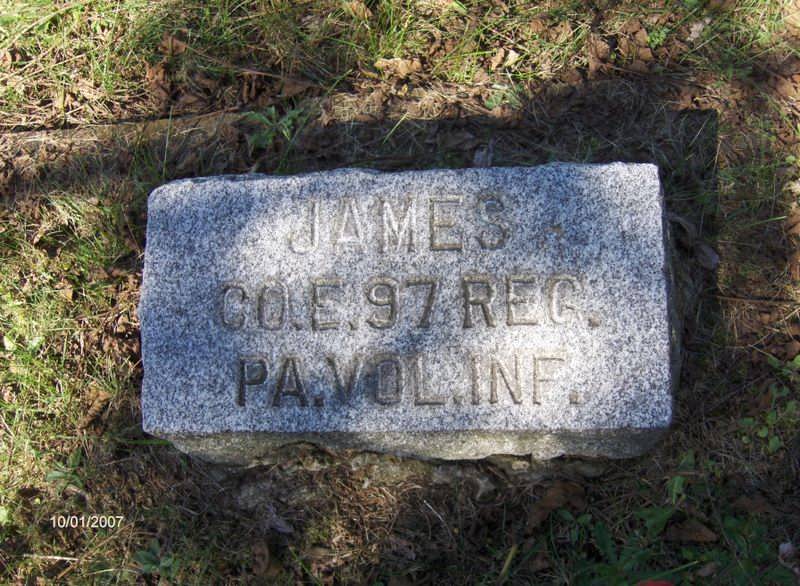 JAMES
CO.E.97.REG.
PA.VOL.INF.
10/01/2007